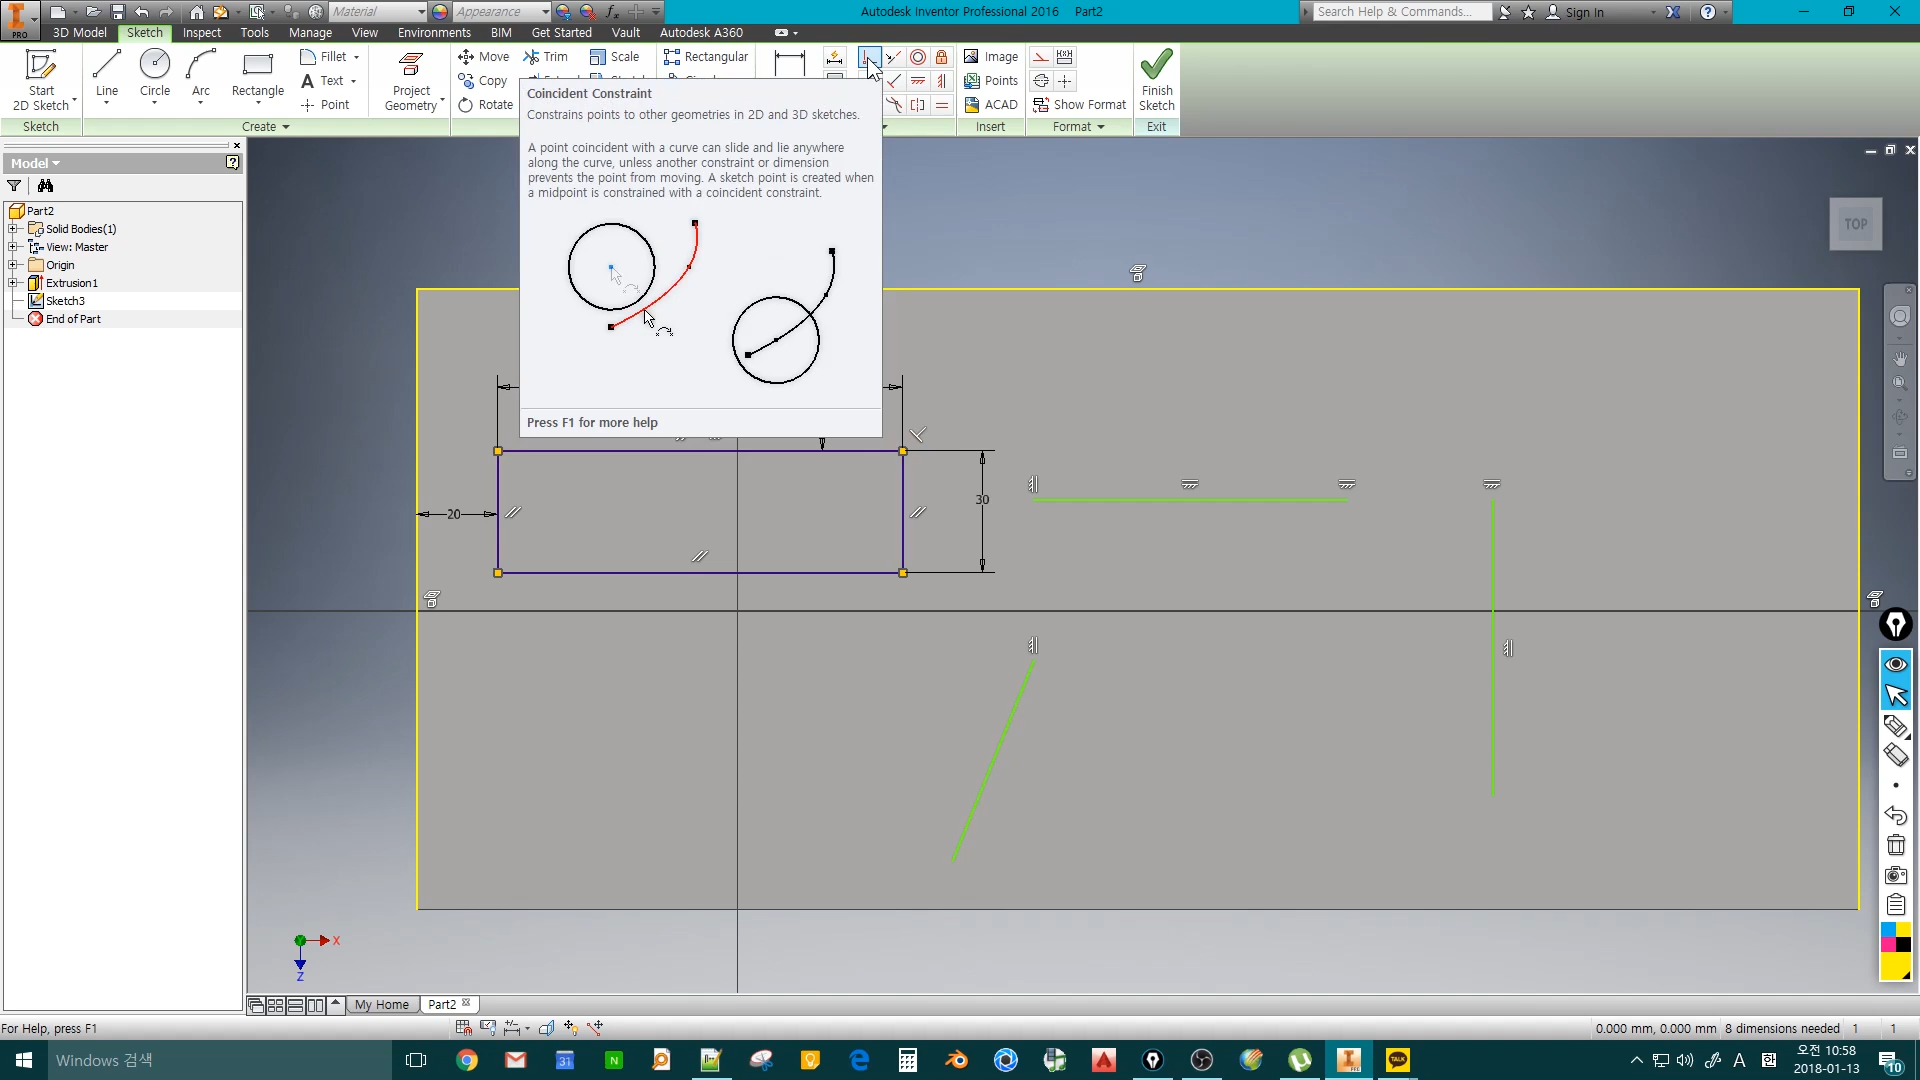 Material
Appearance
Autodesk Inventor Professional 2016 Part2
Search Help & Commands...
Sign In
PRO
3D Model
Sketch
Inspect
Tools
Manage
View
Environments
BIM
Get Started
Vault
Autodesk A360
Start
2D Sketch
Line
Circle
Arc
Rectangle
Fillet
Text
Point
Project
Geometry
Move
Copy
Rotate
Trim
Scale
Rectangular
Image
Points
ACAD
Show Format
Finish
Sketch
Sketch
Create
Insert
Format
Exit
Coincident Constraint
Constrains points to other geometries in 2D and 3D sketches.
A point coincident with a curve can slide and lie anywhere
along the curve, unless another constraint or dimension
prevents the point from moving. A sketch point is created when
a midpoint is constrained with a coincident constraint.
Press F1 for more help
Model
Part2
Solid Bodies(1)
View: Master
Origin
Extrusion1
Sketch3
End of Part
TOP
20
30
X
Z
My Home
Part2
For Help, press F1
0.000 mm, 0.000 mm
8 dimensions needed
1
1
Windows 검색
오전 10:58
2018-01-13
10